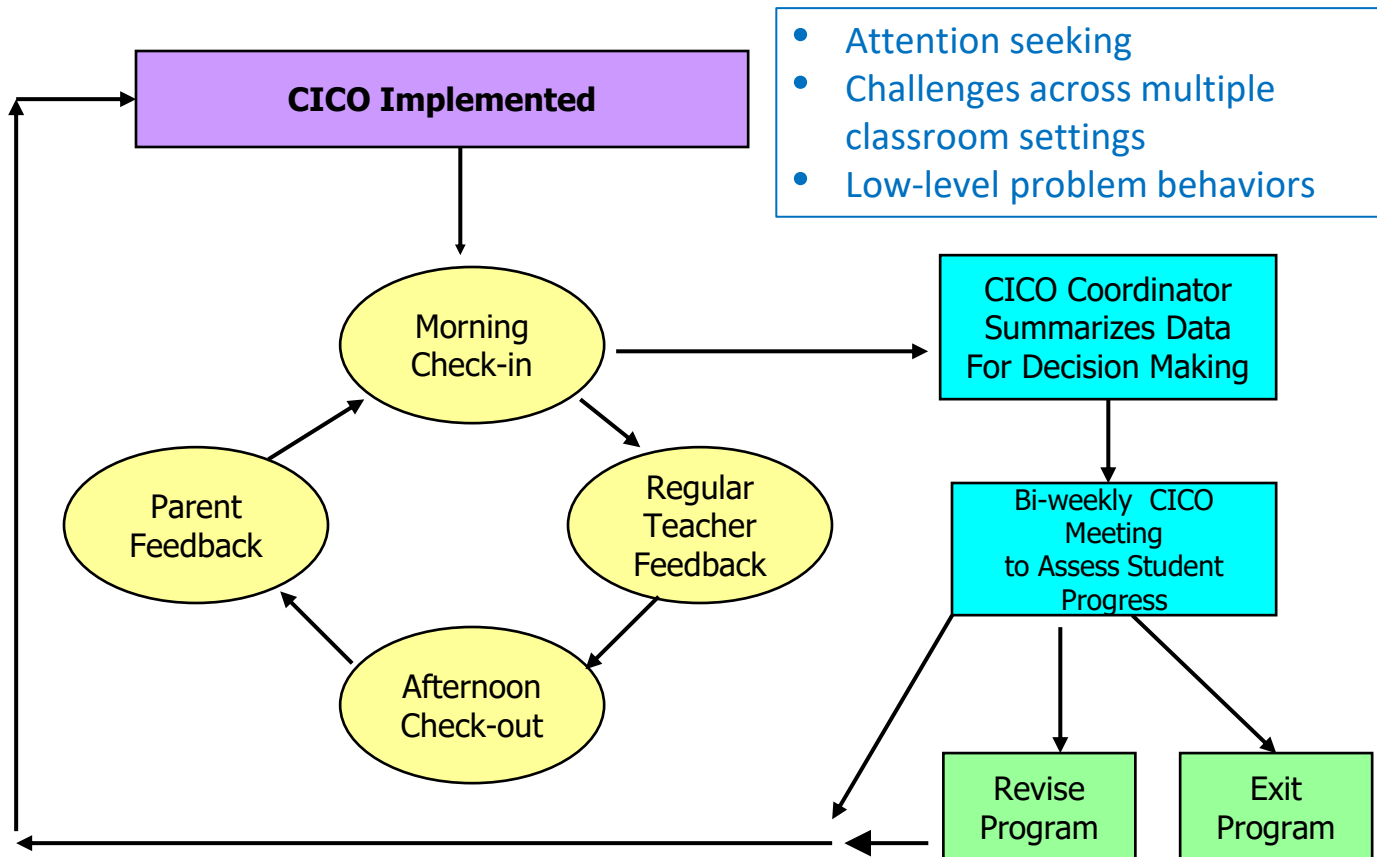 CICO Implemented
• Attention seeking
• Challenges across multiple
classroom settings
• Low-level problem behaviors
Morning
Check-in
CICO Coordinator
Summarizes Data
For Decision Making
Parent
Feedback
Regular
Teacher
Feedback
Bi-weekly CICO
Meeting
to Assess Student
Progress
Afternoon
Check-out
Revise
Program
Exit
Program